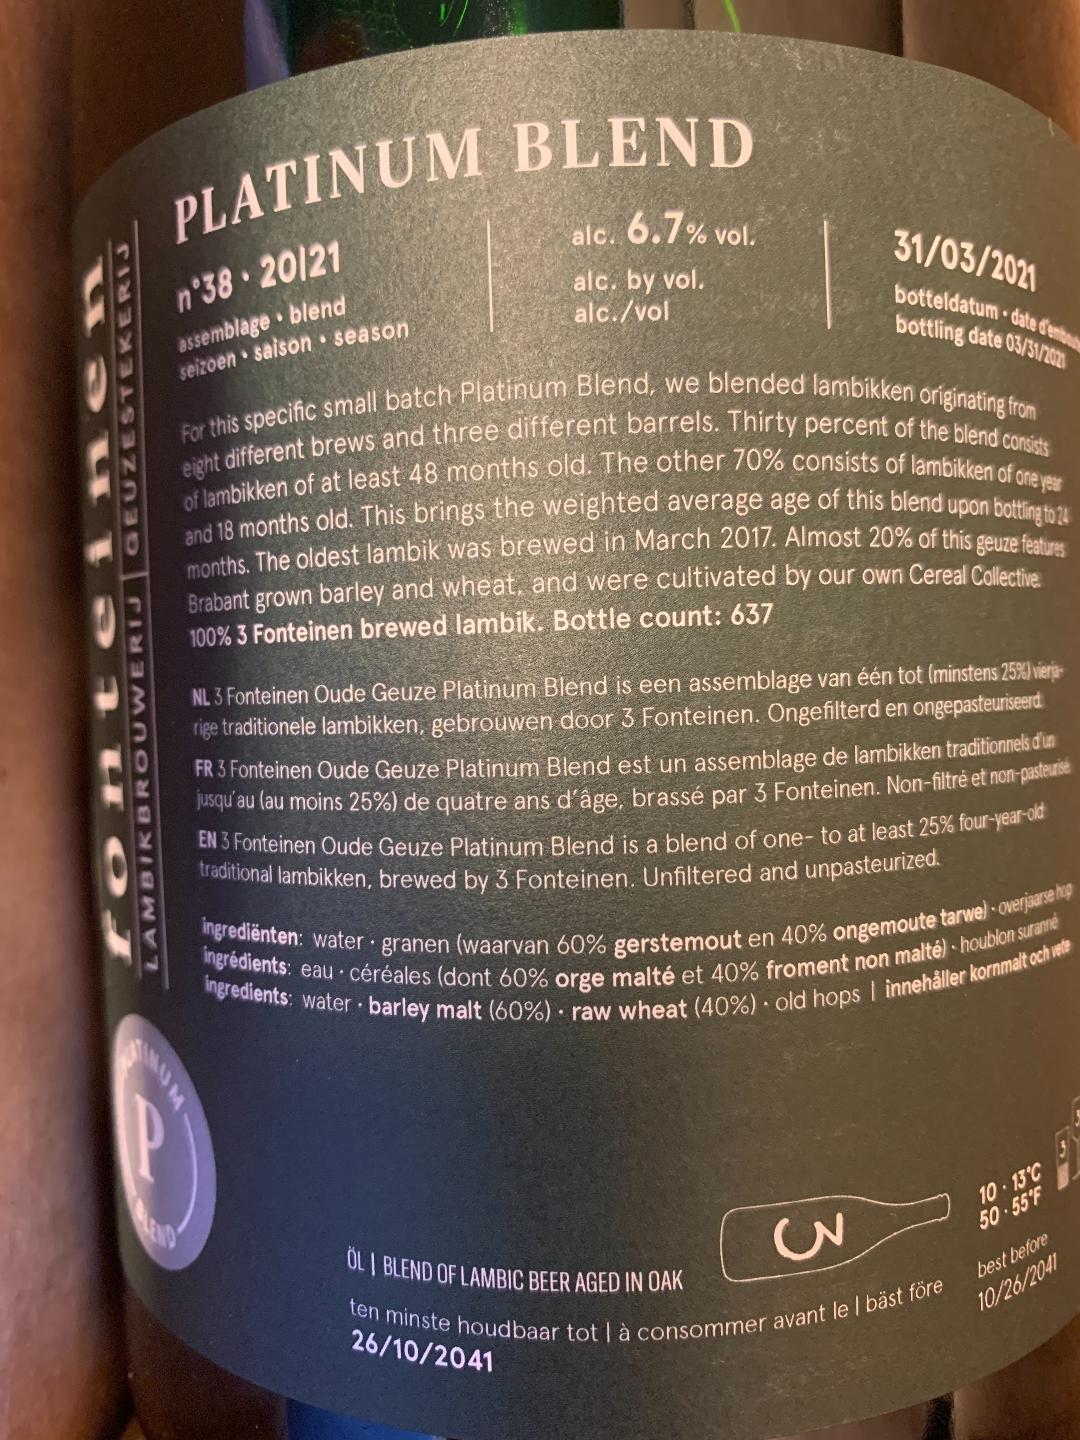 PLATINUM BLEND
n°38 · 20|21
assemblage · blend
seizoen · saison · season
alc. 6.7% vol.
alc. by vol.
alc./vol
31/03/2021
botteldatum · date
bottling date 03/31/2021
For this specific small batch Platinum Blend, we blended lambikken originating from
eight different brews and three different barrels. Thirty percent of the blend consists
of lambikken of at least 48 months old. The other 70% consists of lambikken of one year
and 18 months old. This brings the weighted average age of this blend upon bottling to 24
months. The oldest lambik was brewed in March 2017. Almost 20% of this geuze features
Brabant grown barley and wheat, and were cultivated by our own Cereal Collective.
100% 3 Fonteinen brewed lambik. Bottle count: 637
NL 3 Fonteinen Oude Geuze Platinum Blend is een assemblage van één tot (minstens 25%) vierja-
rige traditionele lambikken, gebrouwen door 3 Fonteinen. Ongefilterd en ongepasteuriseerd.
FR 3 Fonteinen Oude Geuze Platinum Blend est un assemblage de lambikken traditionnels d'un
jusqu'au (au moins 25%) de quatre ans d'âge, brassé par 3 Fonteinen. Non-filtré et non-pasteurisé.
EN 3 Fonteinen Oude Geuze Platinum Blend is a blend of one- to at least 25% four-year-old
traditional lambikken, brewed by 3 Fonteinen. Unfiltered and unpasteurized.
ingrediënten: water · granen (waarvan 60% gerstemout en 40% ongemoute tarwe) · overjaarse hop
ingrédients: eau · céréales (dont 60% orge malté et 40% froment non malté) · houblon suranné
ingredients: water · barley malt (60%) · raw wheat (40%) · old hops | innehåller kornmalt och vete
fonteinen
LAMBIKBROUWERIJ | GEUZESTEKERIJ
PLATINUM
P
BLEND
ÖL | BLEND OF LAMBIC BEER AGED IN OAK
ten minste houdbaar tot | à consommer avant le | bäst före
26/10/2041
3
10 · 13°C
50 · 55°F
best before
10/26/2041
3